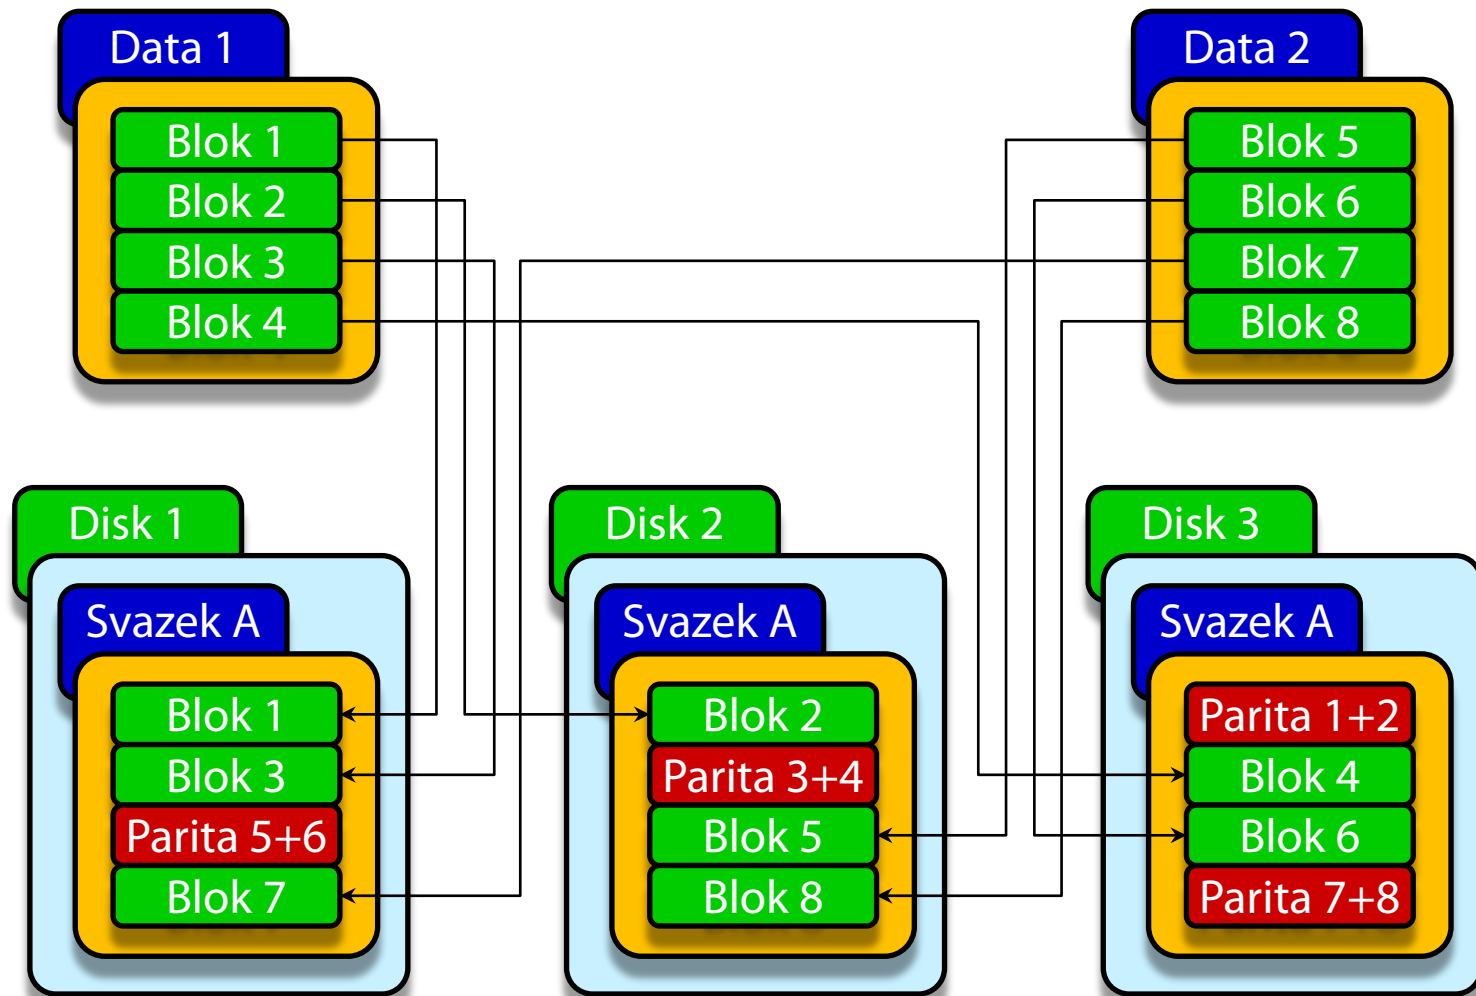 Data 1
Blok 1
Blok 2
Blok 3
Blok 4
Data 2
Blok 5
Blok 6
Blok 7
Blok 8
Disk 1
Svazek A
Blok 1
Blok 3
Parita 5+6
Blok 7
Disk 2
Svazek A
Blok 2
Parita 3+4
Blok 5
Blok 8
Disk 3
Svazek A
Parita 1+2
Blok 4
Blok 6
Parita 7+8